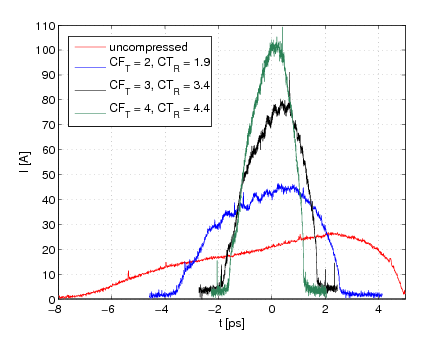 110
100
90
80
70
60
50
40
30
20
10
0
I [A]
uncompressed
CF_T = 2, CT_R = 1.9
CF_T = 3, CT_R = 3.4
CF_T = 4, CT_R = 4.4
−8 −6 −4 −2 0 2 4
t [ps]